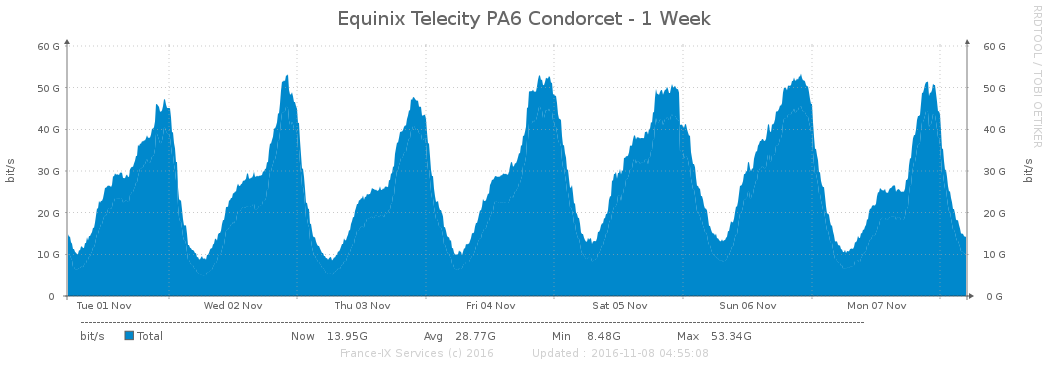 Equinix Telecity PA6 Condorcet - 1 Week
RRDTOOL / TOBI OETIKER
60 G 60 G
50 G 50 G
40 G 40 G
30 G 30 G
20 G 20 G
10 G 10 G
0 0 G
bit/s
bit/s
Tue 01 Nov Wed 02 Nov Thu 03 Nov Fri 04 Nov Sat 05 Nov Sun 06 Nov Mon 07 Nov
bit/s Total Now 13.95G Avg 28.77G Min 8.48G Max 53.34G
France-IX Services (c) 2016 Updated : 2016-11-08 04:55:08